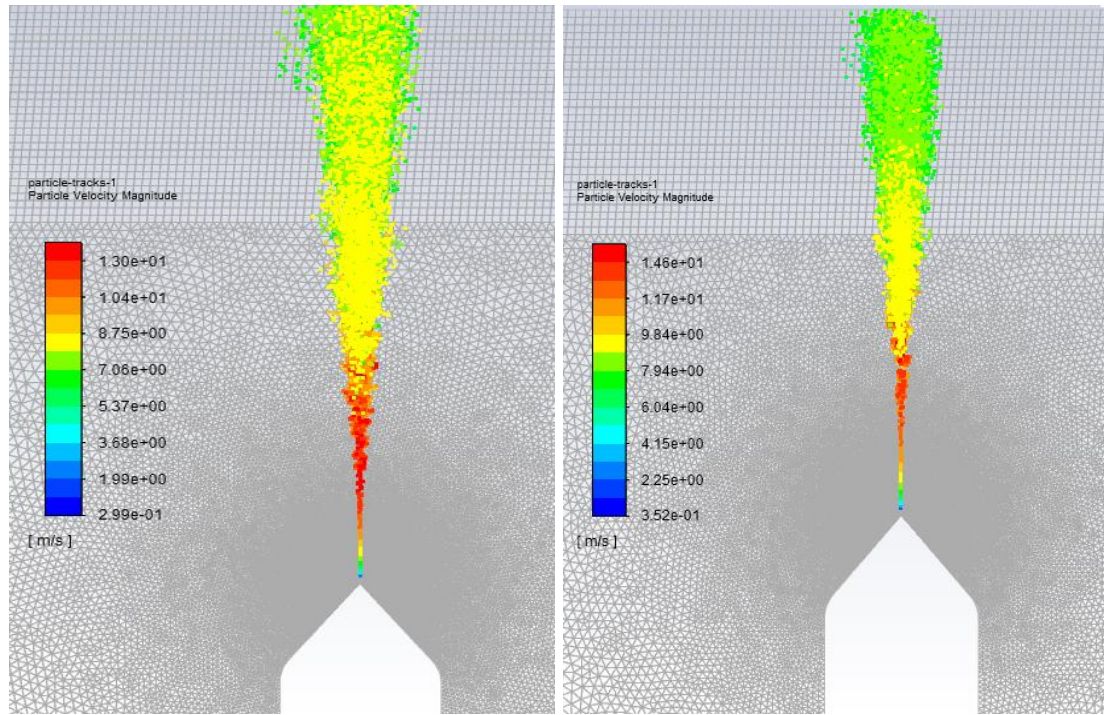 particle-tracks-1
Particle Velocity Magnitude
1.30e+01
1.04e+01
8.75e+00
7.06e+00
5.37e+00
3.68e+00
1.99e+00
2.99e-01
[ m/s ]
particle-tracks-1
Particle Velocity Magnitude
1.46e+01
1.17e+01
9.84e+00
7.94e+00
6.04e+00
4.15e+00
2.25e+00
3.52e-01
[ m/s ]